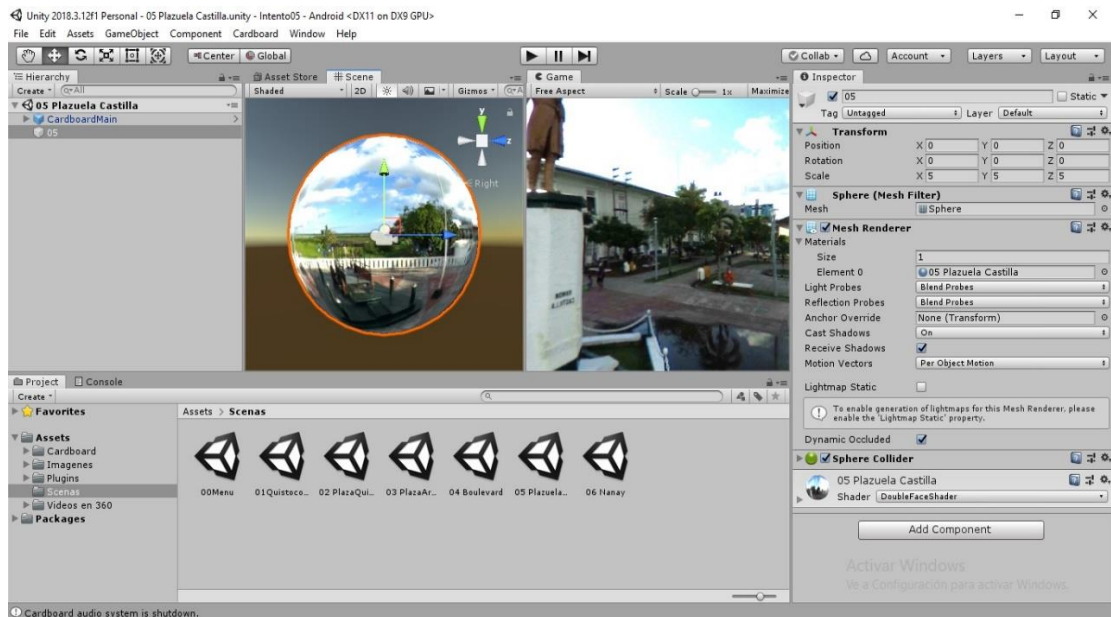 Unity 2018.3.12f1 Personal - 05 Plazuela Castilla.unity - Intento05 - Android <DX11 on DX9 GPU>
File Edit Assets GameObject Component Cardboard Window Help
Center Global Collab Account Layers Layout
Hierarchy Asset Store Scene Game Inspector
Create All Shaded 2D Gizmos Free Aspect Scale 1x Maximize 05 Static
05 Plazuela Castilla
Tag Untagged Layer Default
CardboardMain
Transform
05
y
z
Position X 0 Y 0 Z 0
Rotation X 0 Y 0 Z 0
Right
Scale X 5 Y 5 Z 5
Sphere (Mesh Filter)
Mesh Sphere
Mesh Renderer
Materials
Size 1
Element 0 05 Plazuela Castilla
Light Probes Blend Probes
Reflection Probes Blend Probes
Anchor Override None (Transform)
Cast Shadows On
Receive Shadows
Motion Vectors Per Object Motion
Lightmap Static
To enable generation of lightmaps for this Mesh Renderer, please
enable the 'Lightmap Static' property.
Dynamic Occluded
Sphere Collider
05 Plazuela Castilla
Shader DoubleFaceShader
Add Component
Activar Windows
Ve a Configuración para activar Windows.
Project Console
Create
Favorites
Assets > Scenas
Assets
Cardboard
Imagenes
Plugins
Scenas
Videos en 360
Packages
00Menu 01Quistoco... 02 PlazaQui... 03 PlazaAr... 04 Boulevard 05 Plazuela... 06 Nanay
Cardboard audio system is shutdown.